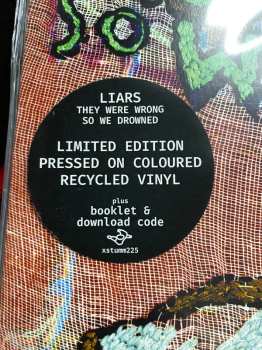 SO W
LIARS
THEY WERE WRONG
SO WE DROWNED
LIMITED EDITION
PRESSED ON COLOURED
RECYCLED VINYL
plus
booklet &
download code
xstumm225